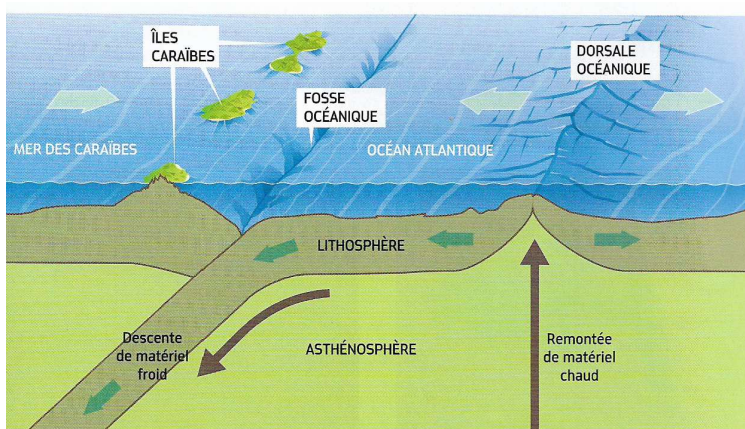 ÎLES
CARAÏBES
DORSALE
OCÉANIQUE
FOSSE
OCÉANIQUE
MER DES CARAÏBES
OCÉAN ATLANTIQUE
LITHOSPHÈRE
Descente
de matériel
froid
ASTHÉNOSPHÈRE
Remontée
de matériel
chaud